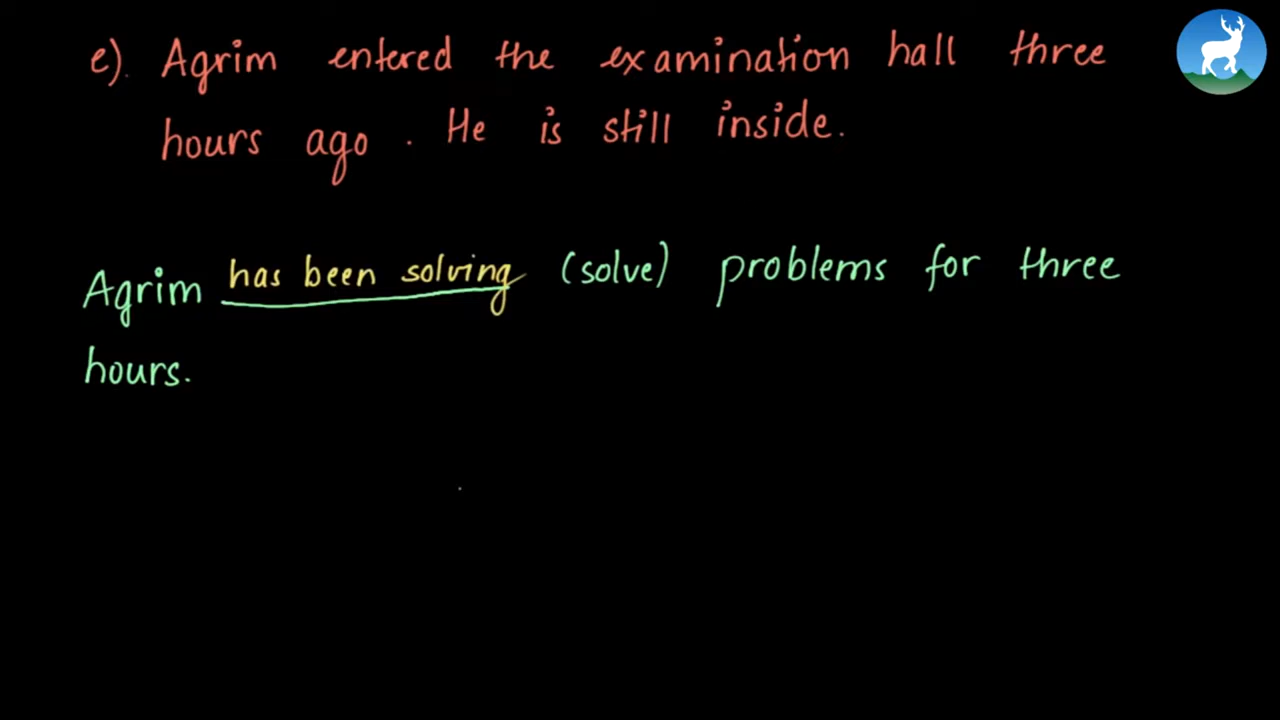 e). Agrim entered the examination hall three
hours ago. He is still inside.
Agrim has been solving (solve) problems for three
hours.